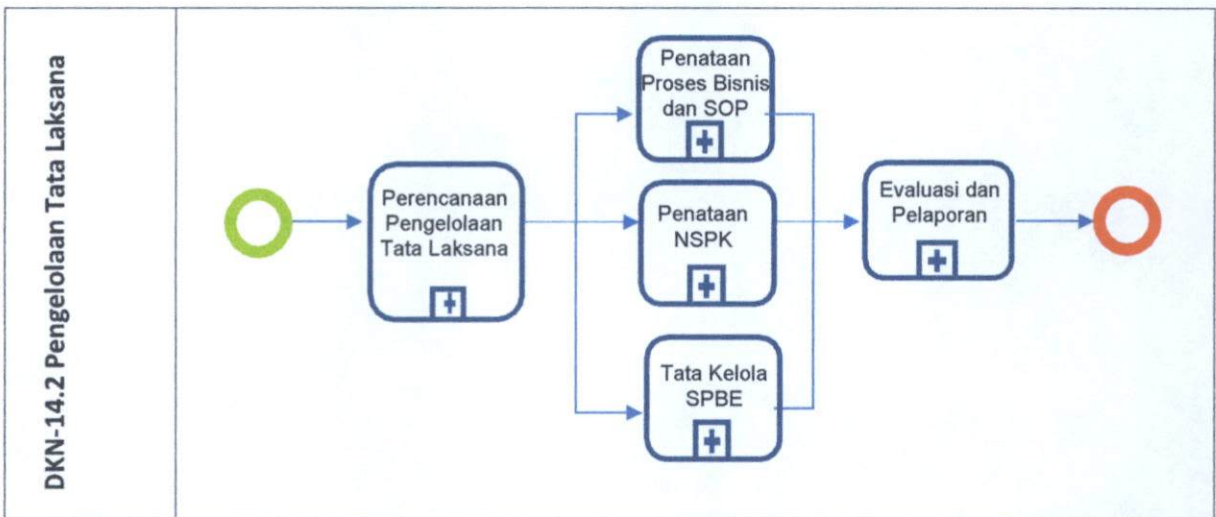 DKN-14.2 Pengelolaan Tata Laksana
Perencanaan
Pengelolaan
Tata Laksana
Penataan
Proses Bisnis
dan SOP
Penataan
NSPK
Tata Kelola
SPBE
Evaluasi dan
Pelaporan